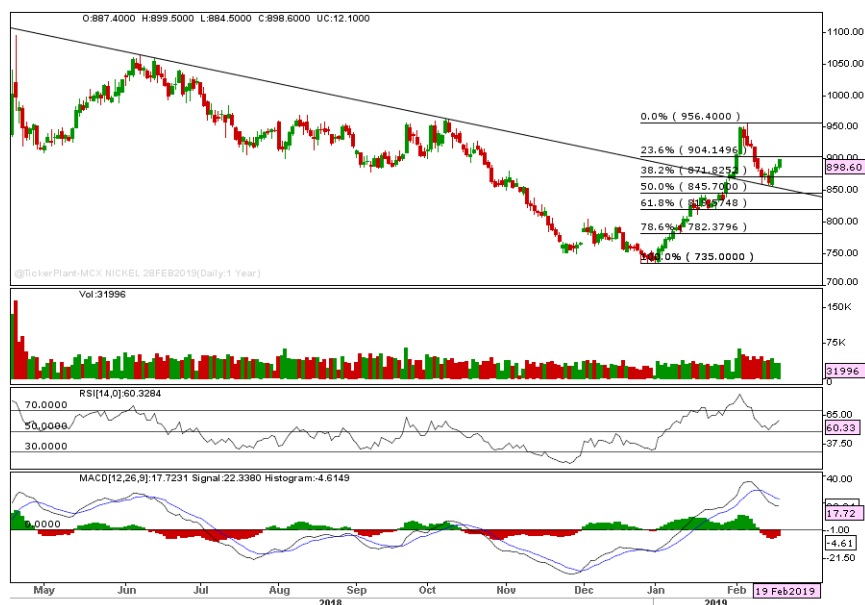 O:887.4000 H:899.5000 L:884.5000 C:898.6000 UC:12.1000
1100.00
1050.00
1000.00
950.00
900.00
898.60
850.00
800.00
750.00
700.00
0.0% ( 956.4000 )
23.6% ( 904.1496 )
38.2% ( 871.8252 )
50.0% ( 845.7000 )
61.8% ( 819.5748 )
78.6% ( 782.3796 )
100.0% ( 735.0000 )
@TickerPlant-MCX NICKEL 28FEB2019(Daily:1 Year)
Vol:31996
150K
75K
31996
0
RSI[14,0]:60.3284
70.0000
50.0000
30.0000
65.00
60.33
37.50
MACD[12,26,9]:17.7231 Signal:22.3380 Histogram:-4.6149
0.0000
40.00
17.72
-1.00
-4.61
-21.50
May Jun Jul Aug Sep Oct Nov Dec Jan Feb 19 Feb2019
2018 2019